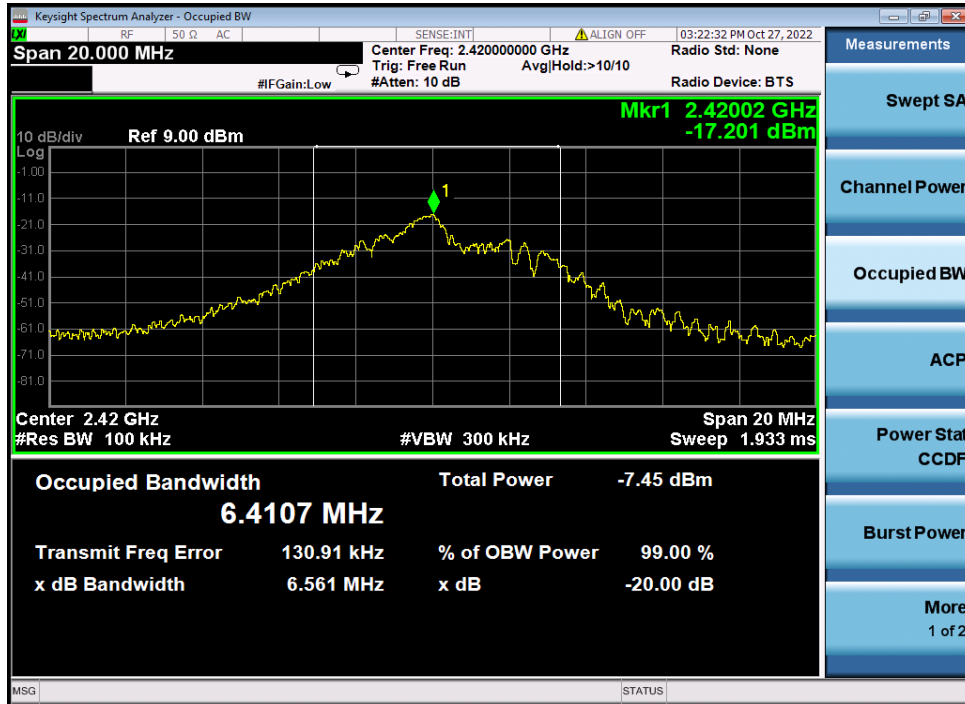 Keysight Spectrum Analyzer - Occupied BW
LXI RF 50 Ω AC SENSE:INT ALIGN OFF 03:22:32 PM Oct 27, 2022
Span 20.000 MHz
Center Freq: 2.420000000 GHz Radio Std: None
Trig: Free Run Avg|Hold:>10/10
#IFGain:Low #Atten: 10 dB Radio Device: BTS
Mkr1 2.42002 GHz
-17.201 dBm
10 dB/div Ref 9.00 dBm
Log
-1.00
-11.0
1
-21.0
-31.0
-41.0
-51.0
-61.0
-71.0
-81.0
Center 2.42 GHz Span 20 MHz
#Res BW 100 kHz #VBW 300 kHz Sweep 1.933 ms
Occupied Bandwidth Total Power -7.45 dBm
6.4107 MHz
Transmit Freq Error 130.91 kHz % of OBW Power 99.00 %
x dB Bandwidth 6.561 MHz x dB -20.00 dB
MSG STATUS
Measurements
Swept SA
Channel Power
Occupied BW
ACP
Power Stat
CCDF
Burst Power
More
1 of 2